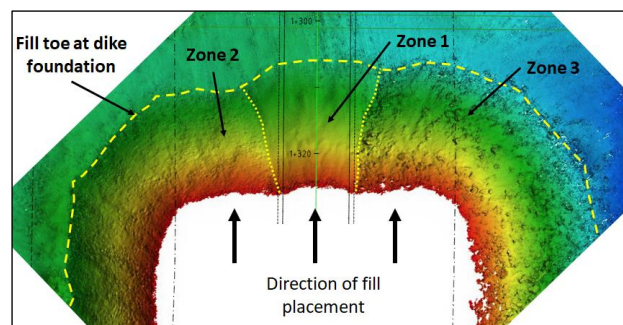 1+300
Fill toe at dike
foundation
Zone 2
Zone 1
Zone 3
1+320
Direction of fill
placement